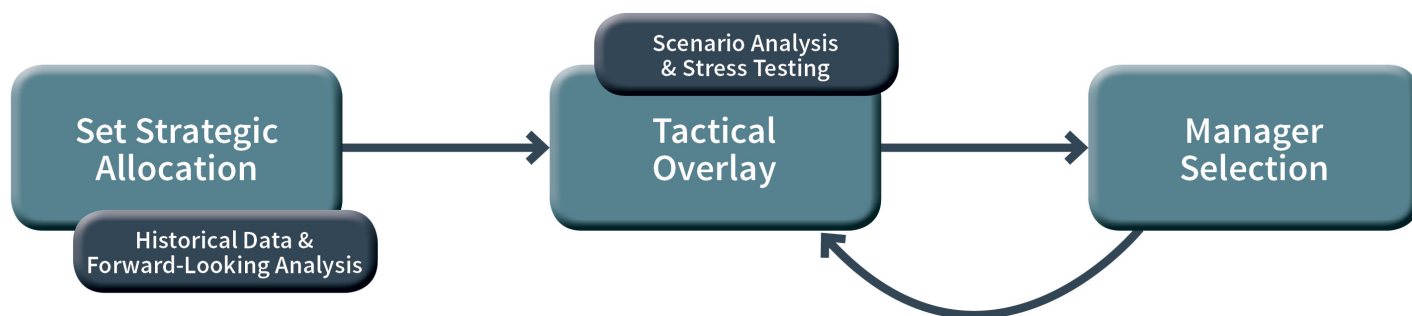 Set Strategic
Allocation
Historical Data &
Forward-Looking Analysis
Scenario Analysis
& Stress Testing
Tactical
Overlay
Manager
Selection